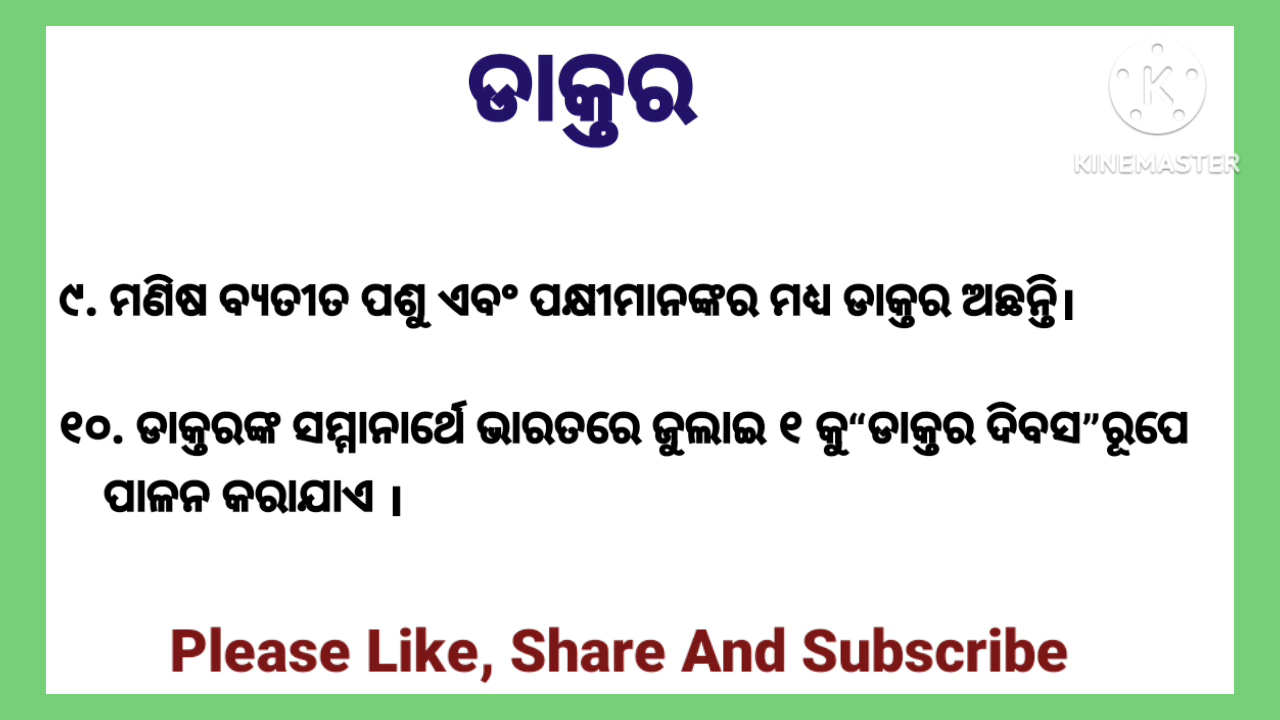 ଡାକ୍ତର
K
KINEMASTER
୯. ମଣିଷ ବ୍ୟତୀତ ପଶୁ ଏବଂ ପକ୍ଷୀମାନଙ୍କର ମଧ୍ୟ ଡାକ୍ତର ଅଛନ୍ତି।
୧୦. ଡାକ୍ତରଙ୍କ ସମ୍ମାନାର୍ଥେ ଭାରତରେ ଜୁଲାଇ ୧ କୁ“ଡାକ୍ତର ଦିବସ”ରୂପେ
ପାଳନ କରାଯାଏ ।
Please Like, Share And Subscribe